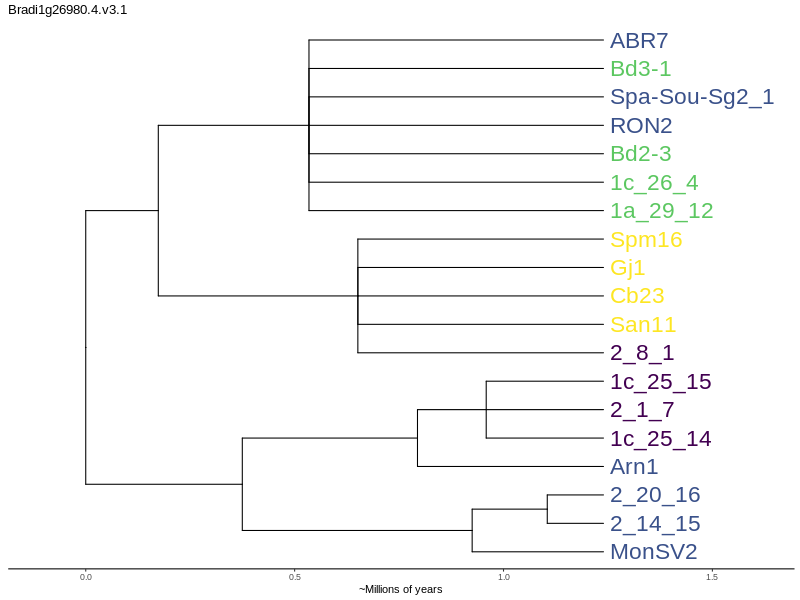 Bradi1g26980.4.v3.1
ABR7
Bd3-1
Spa-Sou-Sg2_1
RON2
Bd2-3
1c_26_4
1a_29_12
Spm16
Gj1
Cb23
San11
2_8_1
1c_25_15
2_1_7
1c_25_14
Arn1
2_20_16
2_14_15
MonSV2
0.0 0.5 1.0 1.5
~Millions of years